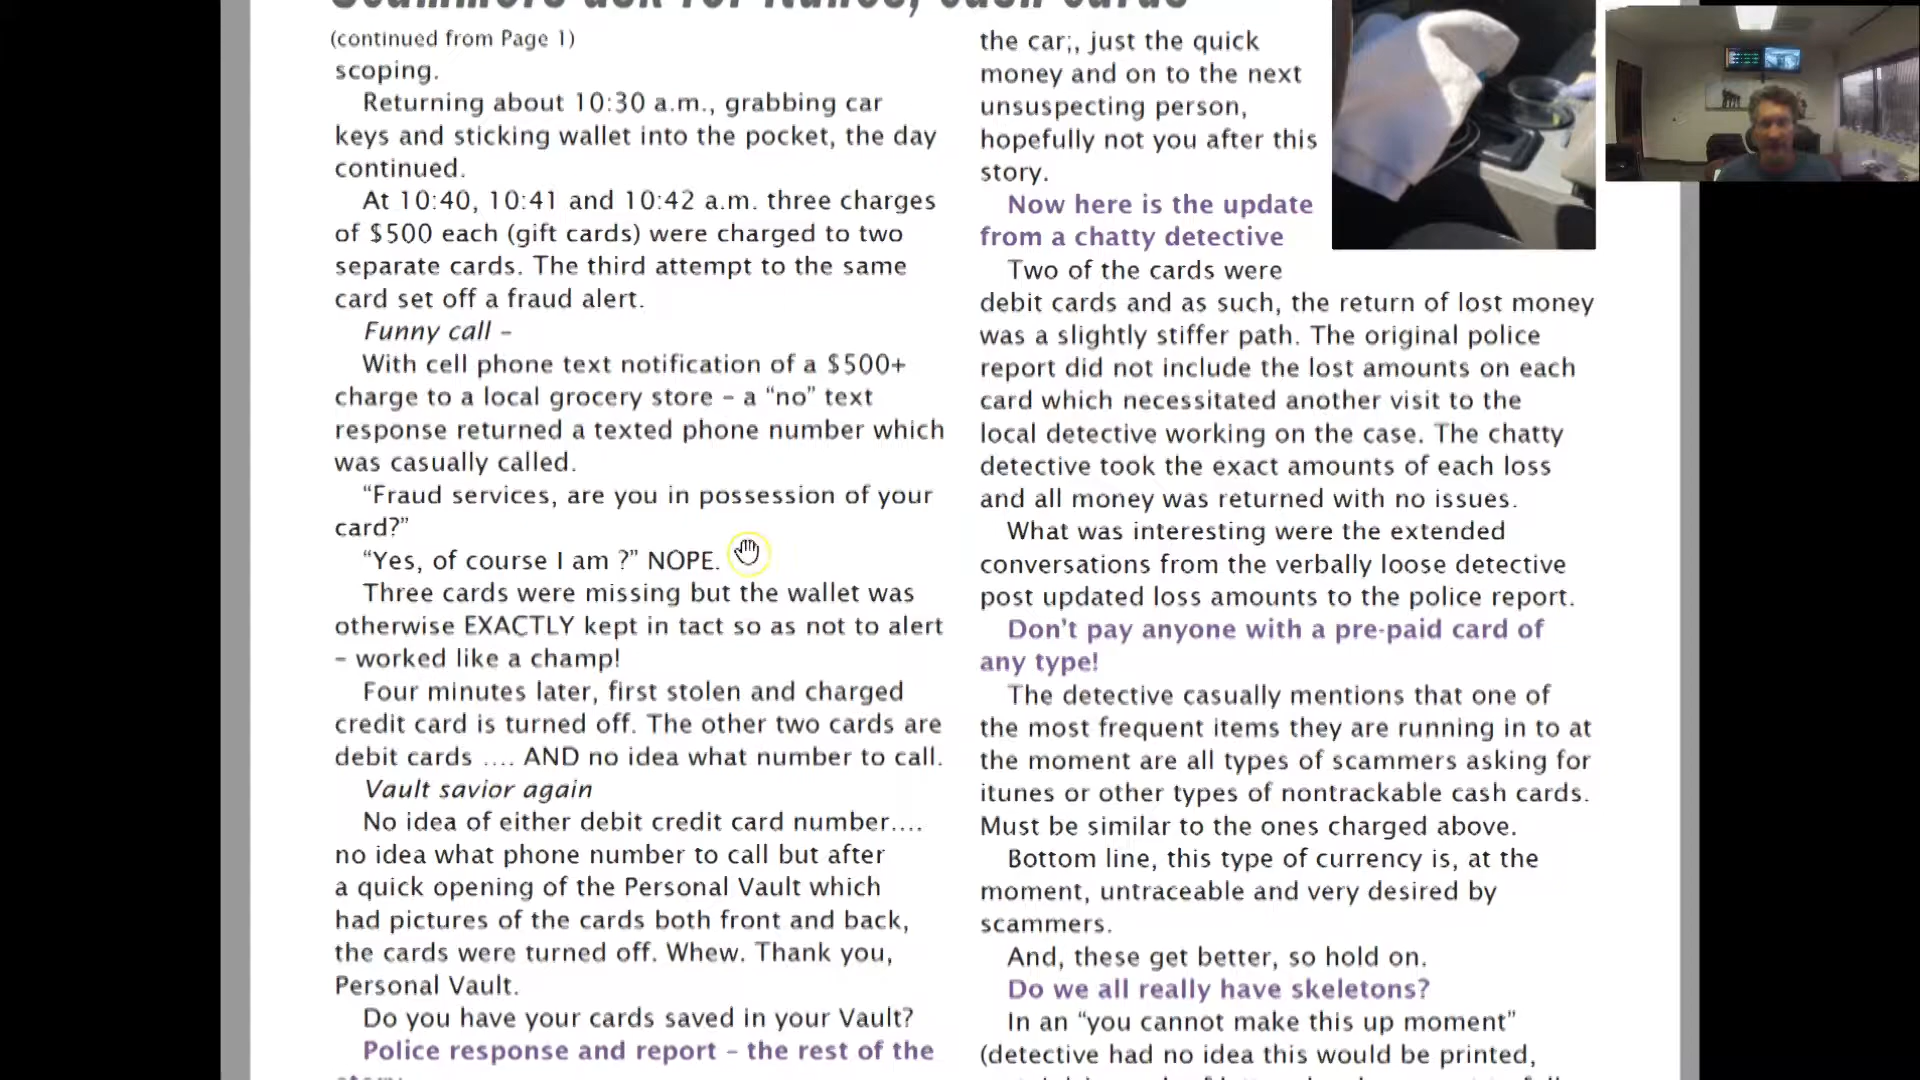 Scammers ask for itunes, cash cards
(continued from Page 1)
scoping.
Returning about 10:30 a.m., grabbing car
keys and sticking wallet into the pocket, the day
continued.
At 10:40, 10:41 and 10:42 a.m. three charges
of $500 each (gift cards) were charged to two
separate cards. The third attempt to the same
card set off a fraud alert.
Funny call –
With cell phone text notification of a $500+
charge to a local grocery store – a “no” text
response returned a texted phone number which
was casually called.
“Fraud services, are you in possession of your
card?”
“Yes, of course I am ?” NOPE.
Three cards were missing but the wallet was
otherwise EXACTLY kept in tact so as not to alert
– worked like a champ!
Four minutes later, first stolen and charged
credit card is turned off. The other two cards are
debit cards .... AND no idea what number to call.
Vault savior again
No idea of either debit credit card number....
no idea what phone number to call but after
a quick opening of the Personal Vault which
had pictures of the cards both front and back,
the cards were turned off. Whew. Thank you,
Personal Vault.
Do you have your cards saved in your Vault?
Police response and report – the rest of the
the car;, just the quick
money and on to the next
unsuspecting person,
hopefully not you after this
story.
Now here is the update
from a chatty detective
Two of the cards were
debit cards and as such, the return of lost money
was a slightly stiffer path. The original police
report did not include the lost amounts on each
card which necessitated another visit to the
local detective working on the case. The chatty
detective took the exact amounts of each loss
and all money was returned with no issues.
What was interesting were the extended
conversations from the verbally loose detective
post updated loss amounts to the police report.
Don’t pay anyone with a pre-paid card of
any type!
The detective casually mentions that one of
the most frequent items they are running in to at
the moment are all types of scammers asking for
itunes or other types of nontrackable cash cards.
Must be similar to the ones charged above.
Bottom line, this type of currency is, at the
moment, untraceable and very desired by
scammers.
And, these get better, so hold on.
Do we all really have skeletons?
In an “you cannot make this up moment”
(detective had no idea this would be printed,